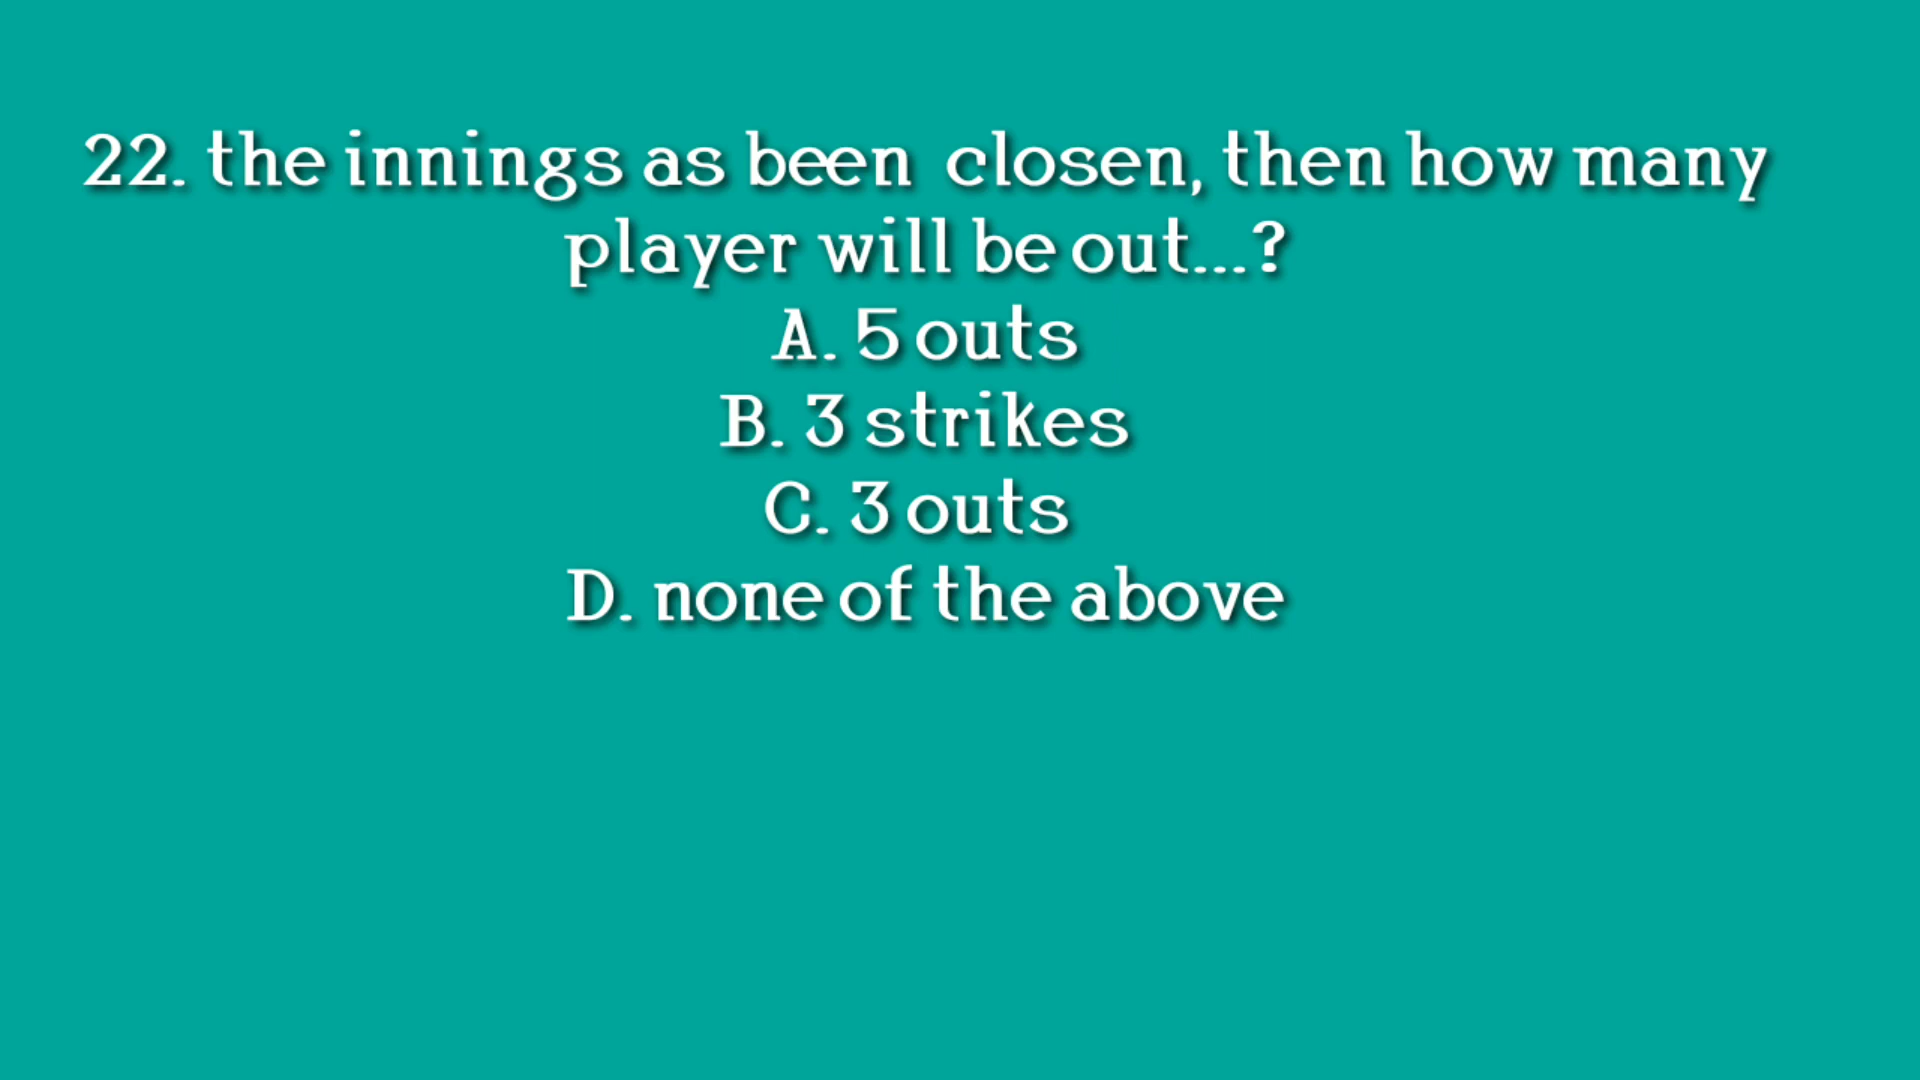 22. the innings as been closen, then how many
player will be out...?
A. 5 outs
B. 3 strikes
C. 3 outs
D. none of the above